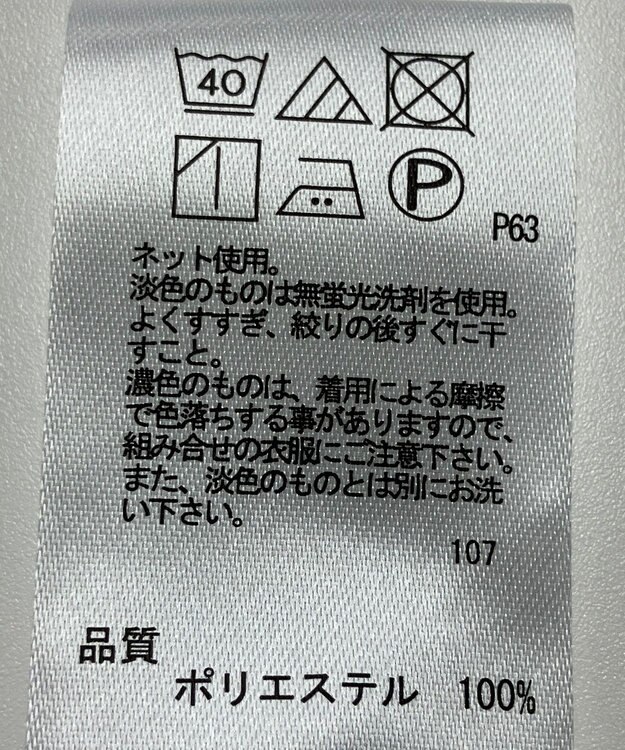 40
P
P63
ネット使用。
淡色のものは無蛍光洗剤を使用。
よくすすぎ、絞りの後すぐに干
すこと。
濃色のものは、着用による摩擦
で色落ちする事がありますので、
組み合せの衣服にご注意下さい。
また、淡色のものとは別にお洗
い下さい。
107
品質
ポリエステル 100%